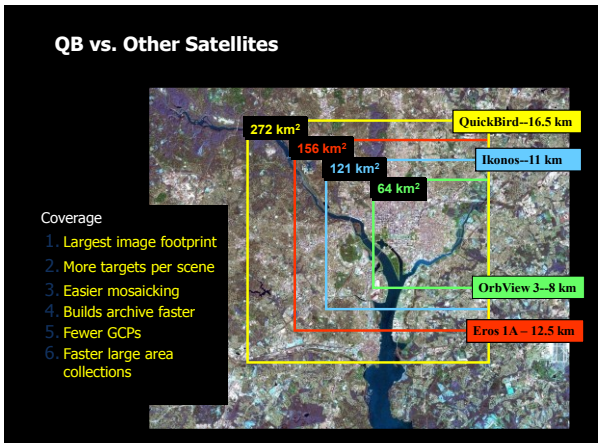 QB vs. Other Satellites
QuickBird--16.5 km
272 km²
156 km²
Ikonos--11 km
121 km²
64 km²
Coverage
1. Largest image footprint
2. More targets per scene
3. Easier mosaicking
4. Builds archive faster
5. Fewer GCPs
6. Faster large area
collections
OrbView 3--8 km
Eros 1A – 12.5 km